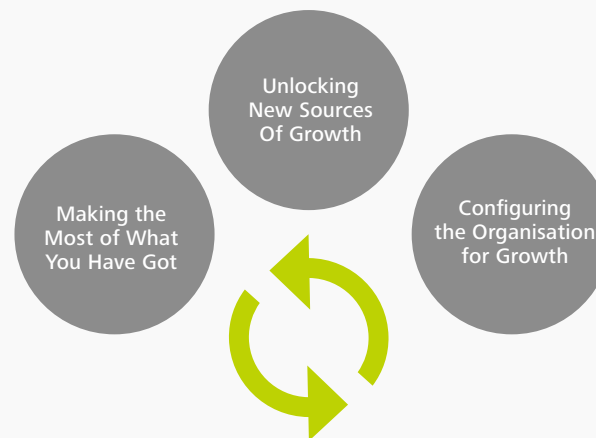 Unlocking
New Sources
Of Growth
Making the
Most of What
You Have Got
Configuring
the Organisation
for Growth